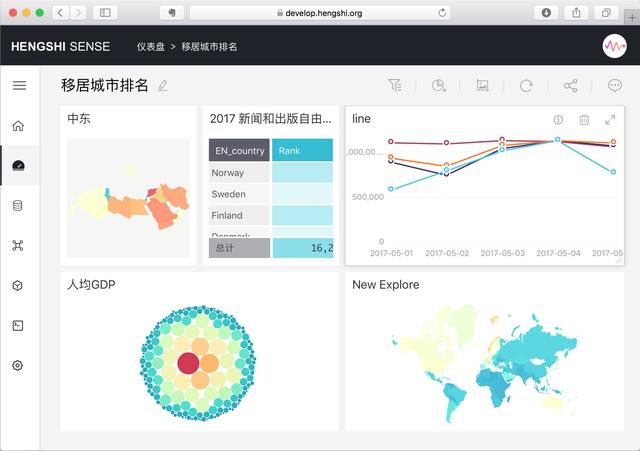 develop.hengshi.org
HENGSHI SENSE
仪表盘 > 移居城市排名
移居城市排名
中东
2017 新闻和出版自由...
EN_country Rank
Norway
Sweden
Finland
Denmark
总计 16,2
line
,000,00...
500,000
0
2017-05-01 2017-05-02 2017-05-03 2017-05-04 2017-05
人均GDP
New Explore